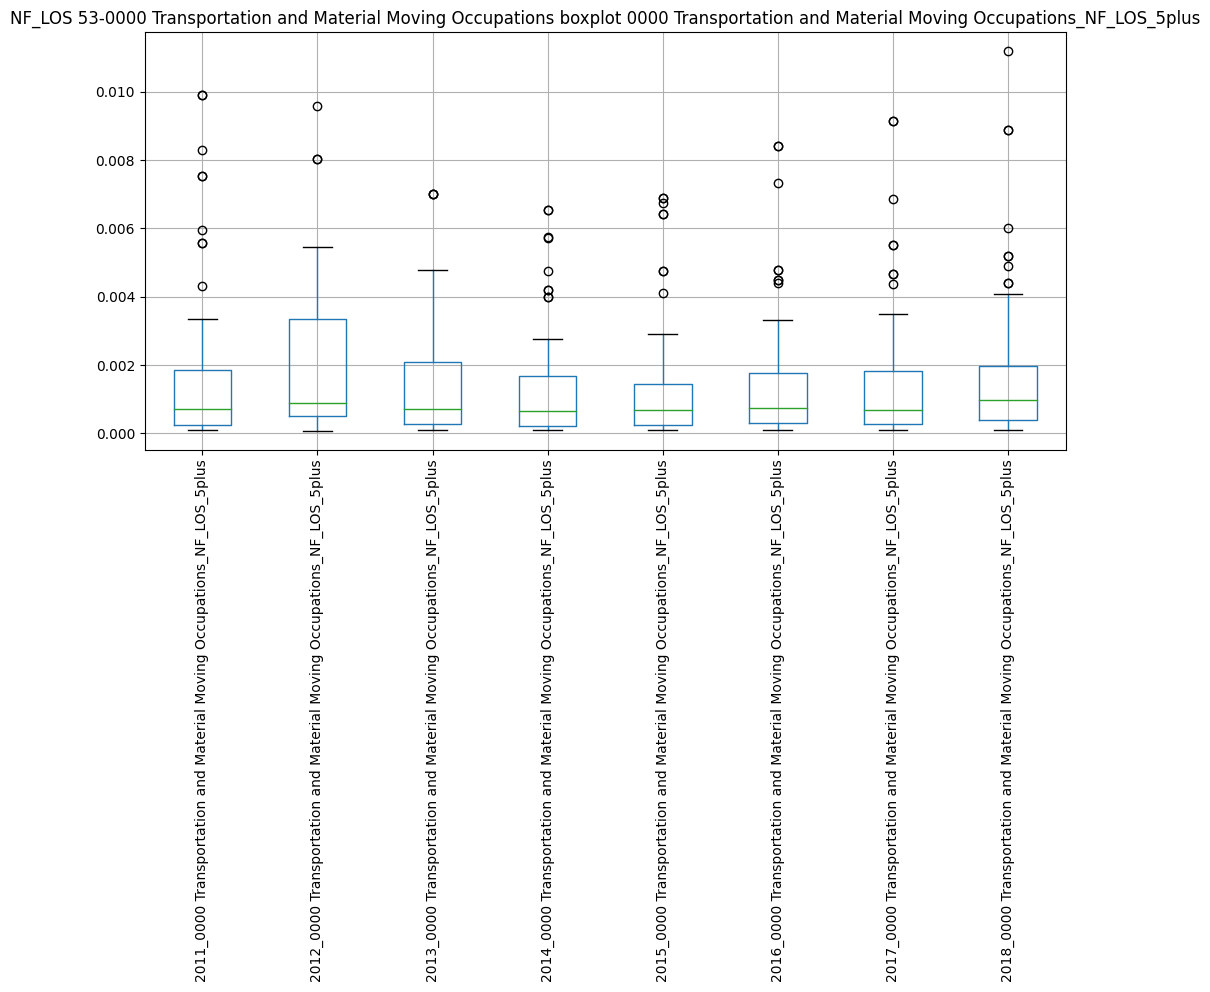 NF_LOS 53-0000 Transportation and Material Moving Occupations boxplot 0000 Transportation and Material Moving Occupations_NF_LOS_5plus
0.010
0.008
0.006
0.004
0.002
0.000
2011_0000 Transportation and Material Moving Occupations_NF_LOS_5plus
2012_0000 Transportation and Material Moving Occupations_NF_LOS_5plus
2013_0000 Transportation and Material Moving Occupations_NF_LOS_5plus
2014_0000 Transportation and Material Moving Occupations_NF_LOS_5plus
2015_0000 Transportation and Material Moving Occupations_NF_LOS_5plus
2016_0000 Transportation and Material Moving Occupations_NF_LOS_5plus
2017_0000 Transportation and Material Moving Occupations_NF_LOS_5plus
2018_0000 Transportation and Material Moving Occupations_NF_LOS_5plus